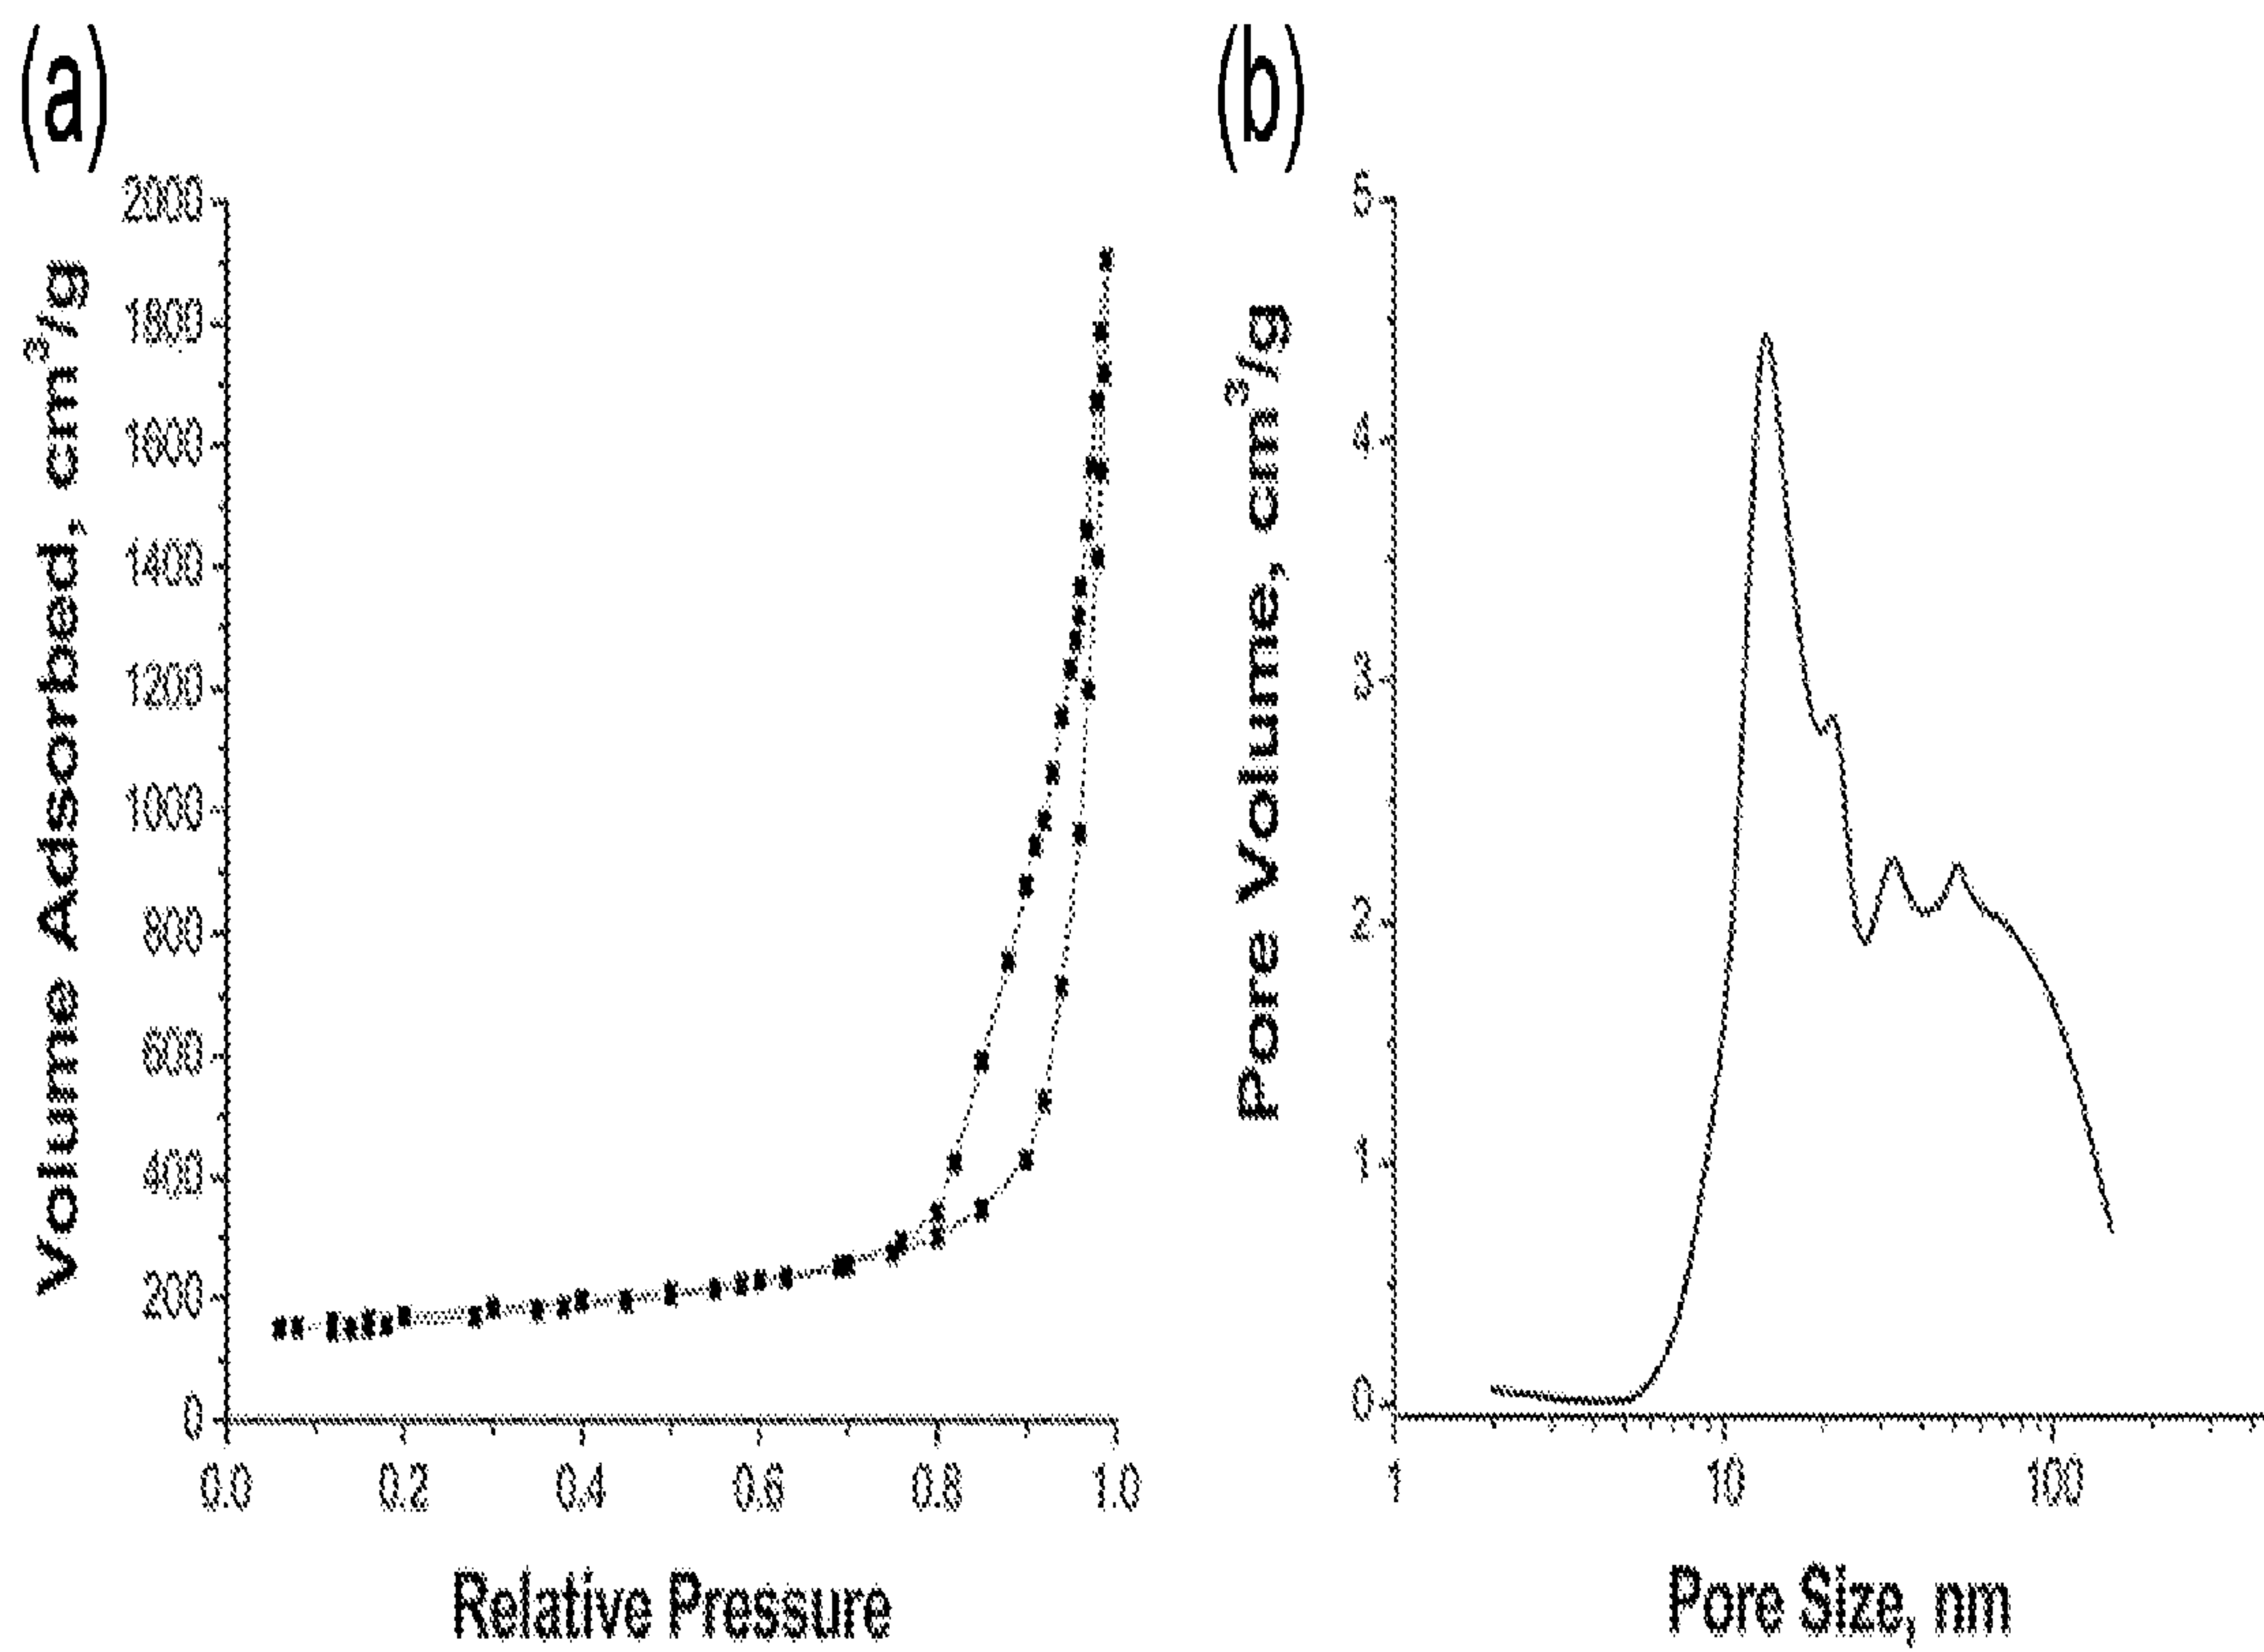 (a)
Volume Adsorbed, cm³/g
2000
1800
1600
1400
1200
1000
800
600
400
200
0
0.0 0.2 0.4 0.6 0.8 1.0
Relative Pressure
(b)
Pore Volume, cm³/g
5
4
3
2
1
0
1 10 100
Pore Size, nm